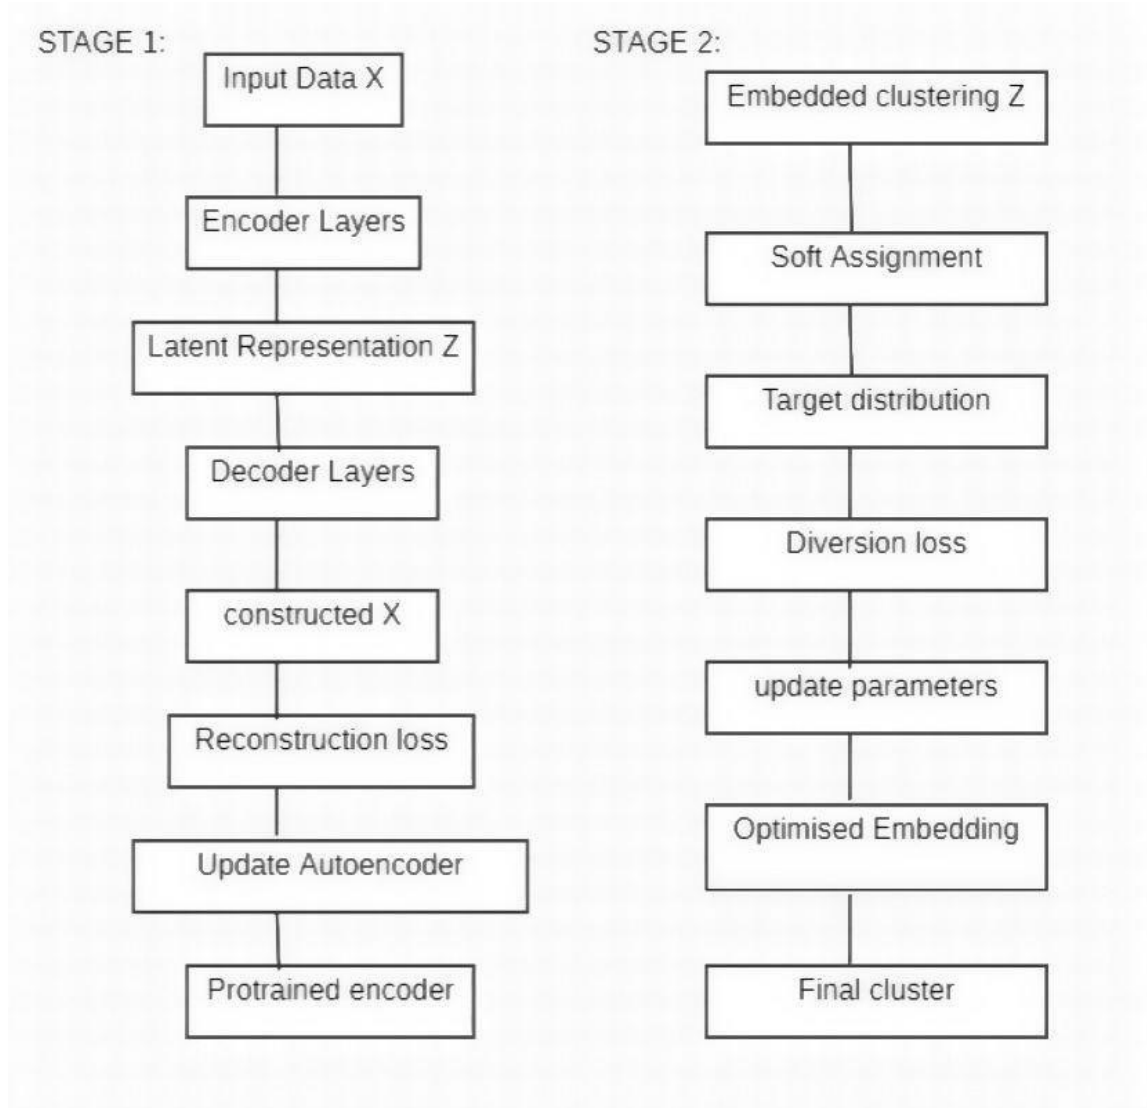 STAGE 1:
Input Data X
Encoder Layers
Latent Representation Z
Decoder Layers
constructed X
Reconstruction loss
Update Autoencoder
Protrained encoder
STAGE 2:
Embedded clustering Z
Soft Assignment
Target distribution
Diversion loss
update parameters
Optimised Embedding
Final cluster